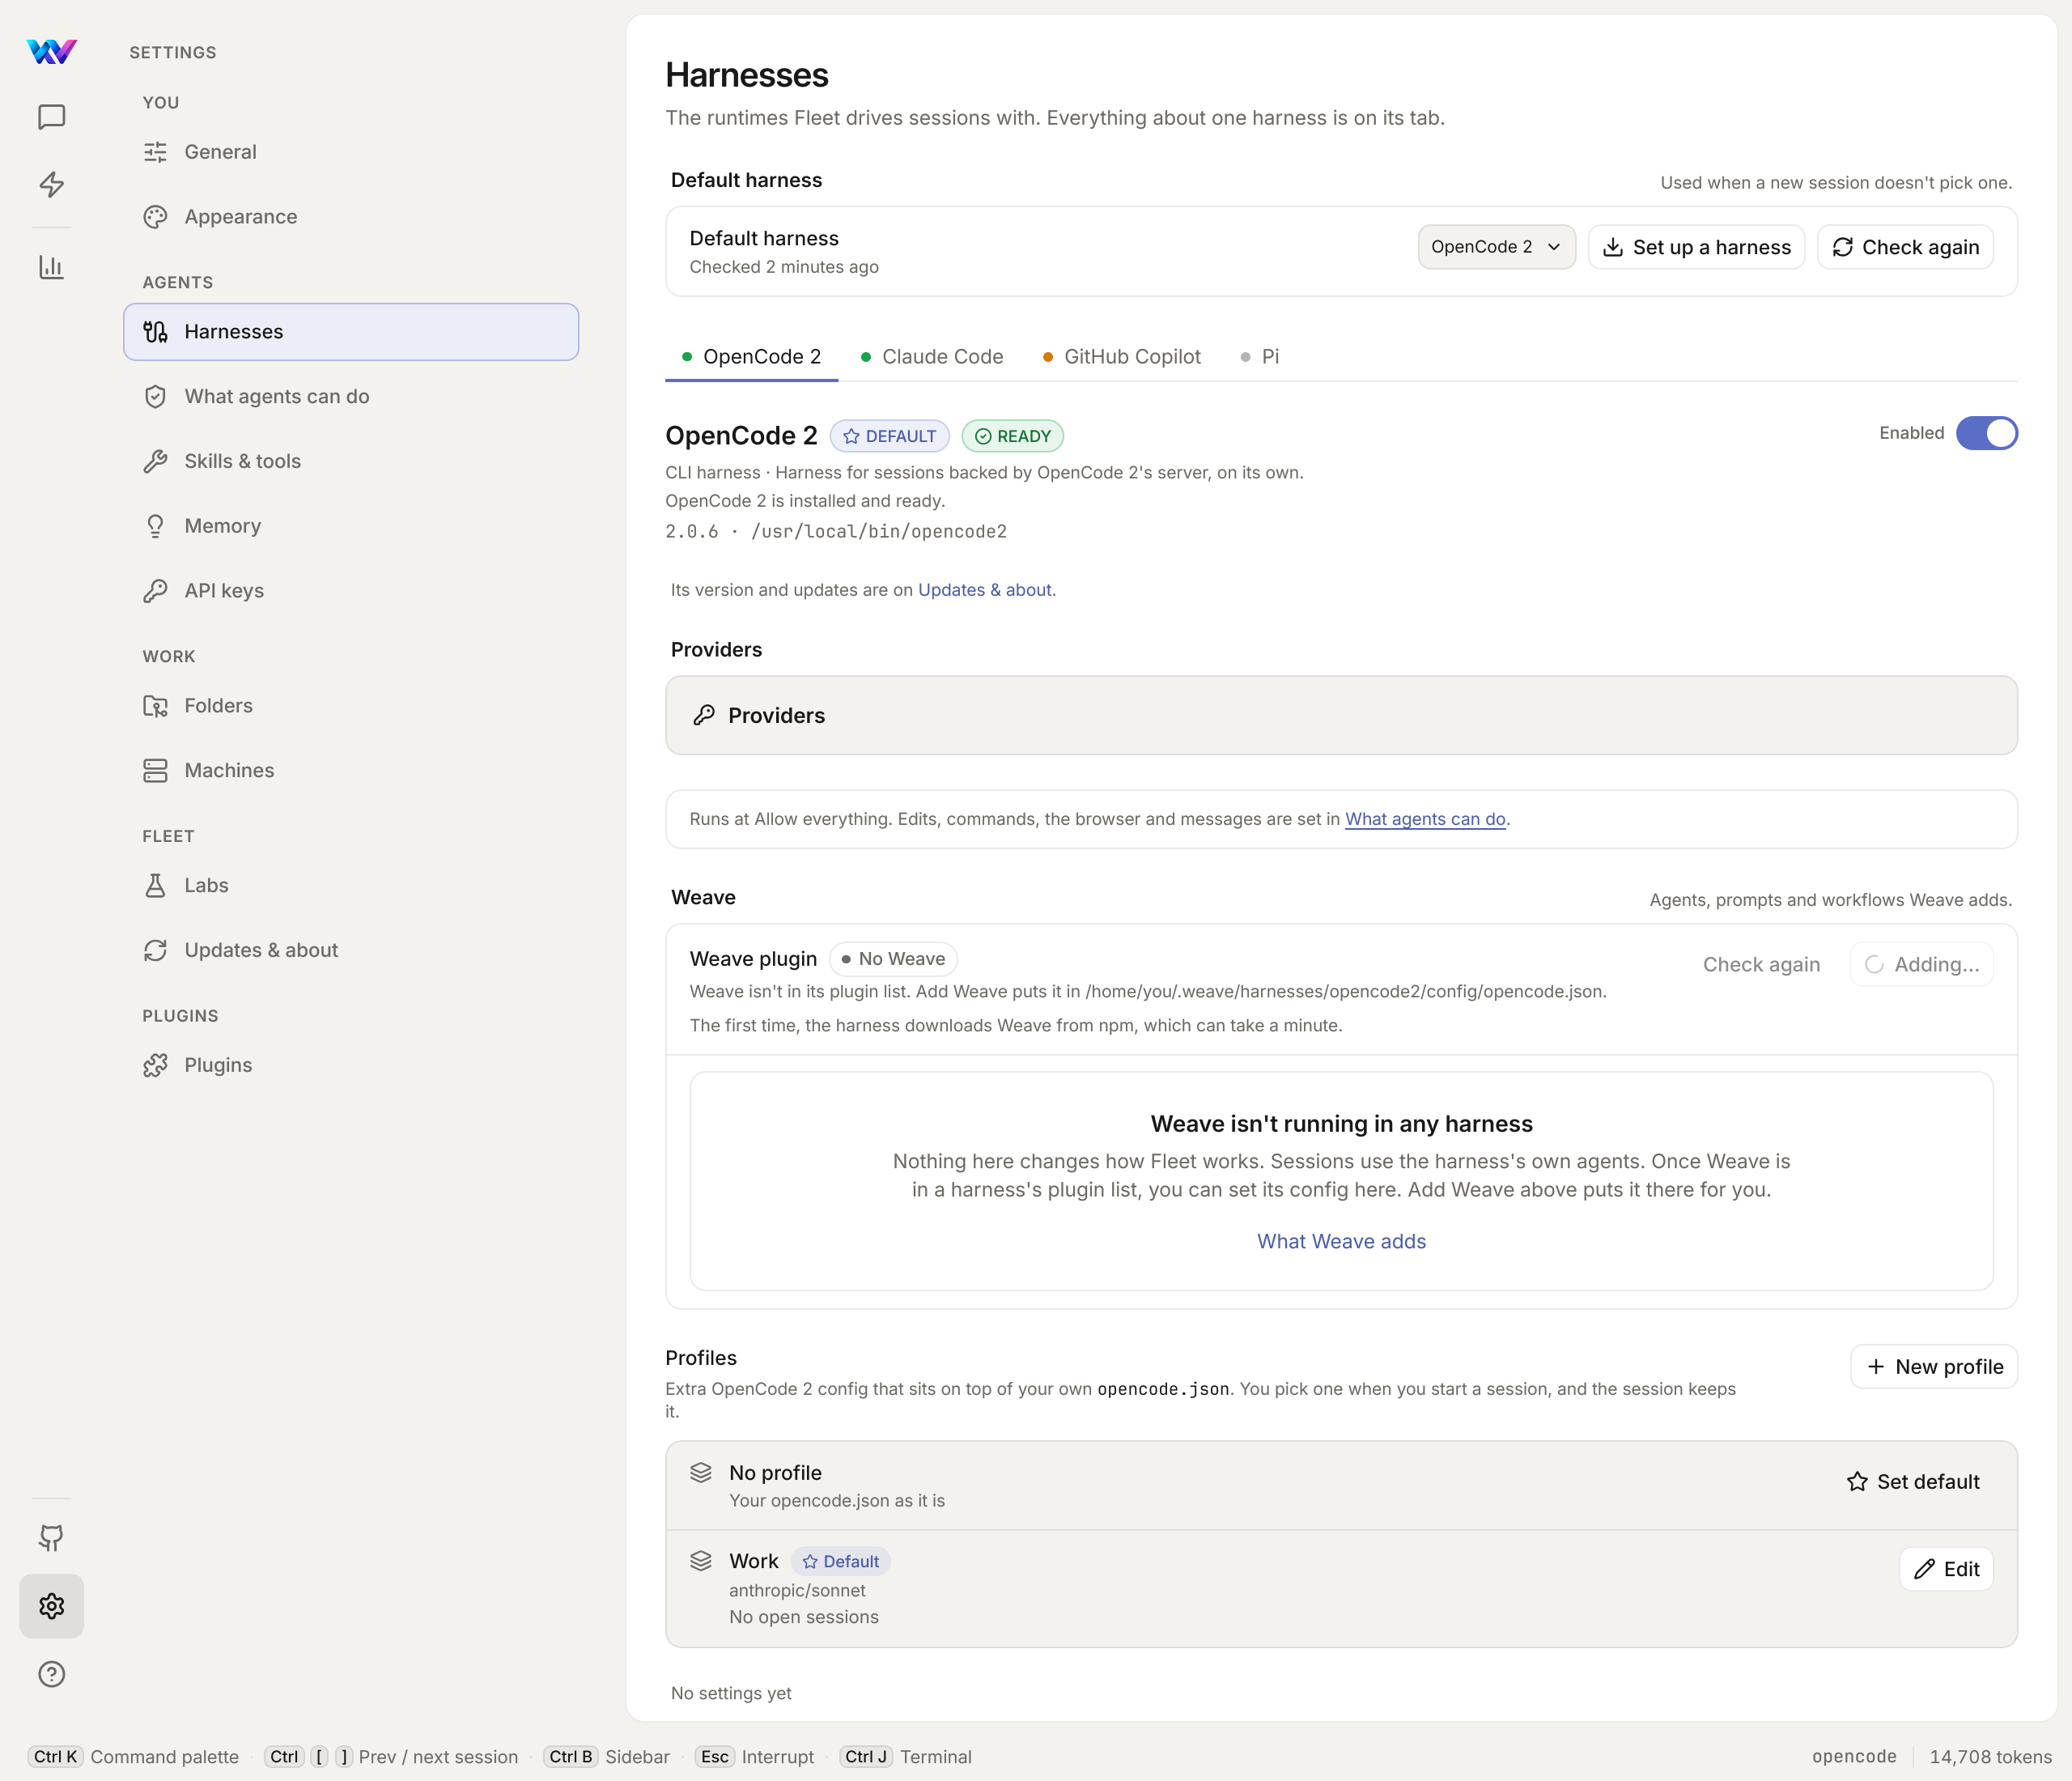 SETTINGS
YOU
General
Appearance
AGENTS
Harnesses
What agents can do
Skills & tools
Memory
API keys
WORK
Folders
Machines
FLEET
Labs
Updates & about
PLUGINS
Plugins
Harnesses
The runtimes Fleet drives sessions with. Everything about one harness is on its tab.
Default harness
Used when a new session doesn't pick one.
Default harness
Checked 2 minutes ago
OpenCode 2
Set up a harness
Check again
OpenCode 2
Claude Code
GitHub Copilot
Pi
OpenCode 2
DEFAULT
READY
Enabled
CLI harness · Harness for sessions backed by OpenCode 2's server, on its own.
OpenCode 2 is installed and ready.
2.0.6 · /usr/local/bin/opencode2
Its version and updates are on Updates & about.
Providers
Providers
Runs at Allow everything. Edits, commands, the browser and messages are set in What agents can do.
Weave
Agents, prompts and workflows Weave adds.
Weave plugin
No Weave
Check again
Adding...
Weave isn't in its plugin list. Add Weave puts it in /home/you/.weave/harnesses/opencode2/config/opencode.json.
The first time, the harness downloads Weave from npm, which can take a minute.
Weave isn't running in any harness
Nothing here changes how Fleet works. Sessions use the harness's own agents. Once Weave is
in a harness's plugin list, you can set its config here. Add Weave above puts it there for you.
What Weave adds
Profiles
New profile
Extra OpenCode 2 config that sits on top of your own opencode.json. You pick one when you start a session, and the session keeps
it.
No profile
Your opencode.json as it is
Set default
Work
Default
anthropic/sonnet
No open sessions
Edit
No settings yet
Ctrl K Command palette · Ctrl [ ] Prev / next session · Ctrl B Sidebar · Esc Interrupt · Ctrl J Terminal
opencode
14,708 tokens